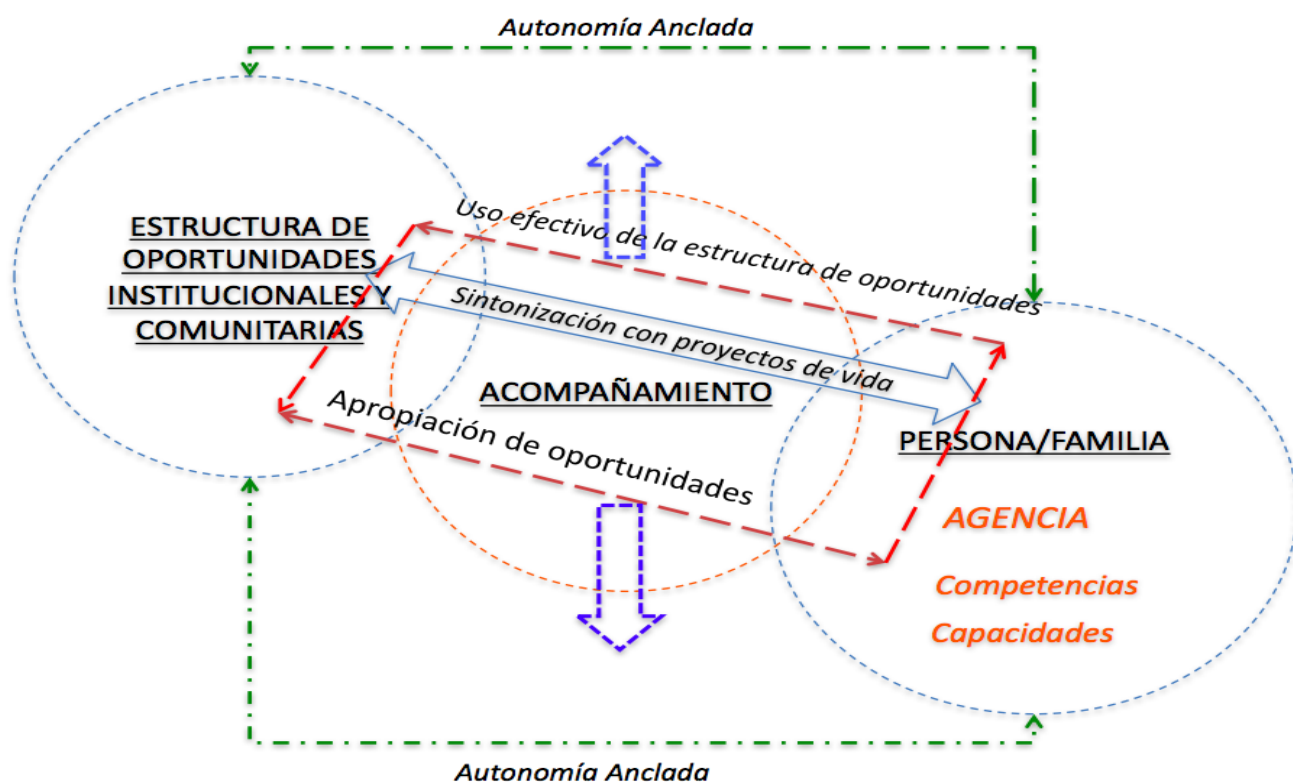 Autonomía Anclada
ESTRUCTURA DE
OPORTUNIDADES
INSTITUCIONALES Y
COMUNITARIAS
Uso efectivo de la estructura de oportunidades
Sintonización con proyectos de vida
ACOMPAÑAMIENTO
Apropiación de oportunidades
PERSONA/FAMILIA
AGENCIA
Competencias
Capacidades
Autonomía Anclada